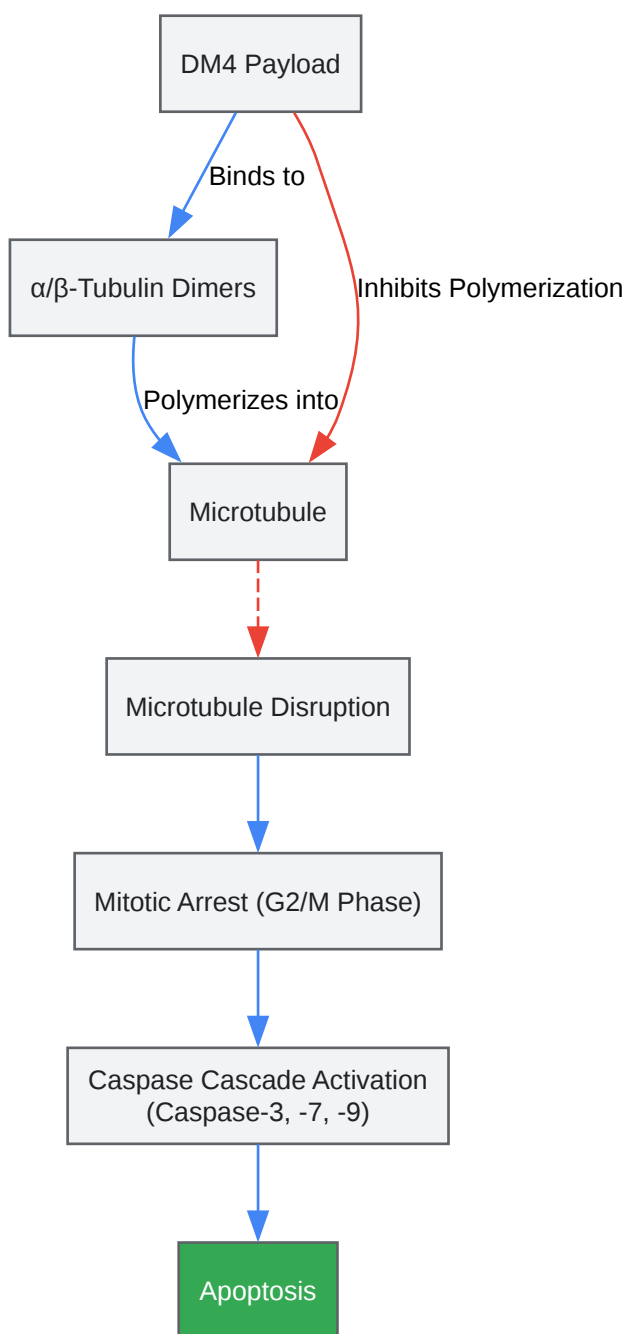 DM4 Payload
Binds to
α/β-Tubulin Dimers
Inhibits Polymerization
Polymerizes into
Microtubule
Microtubule Disruption
Mitotic Arrest (G2/M Phase)
Caspase Cascade Activation
(Caspase-3, -7, -9)
Apoptosis